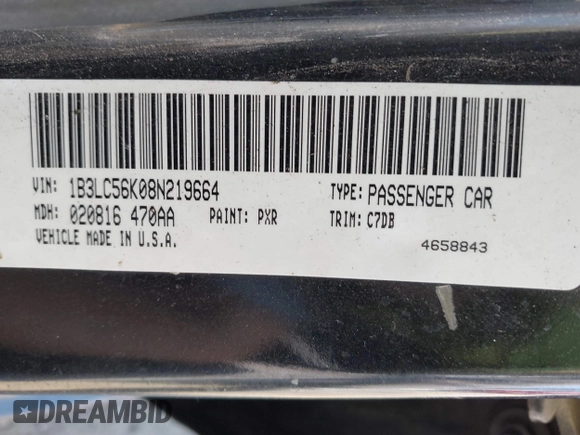 VIN: 1B3LC56K08N219664 TYPE: PASSENGER CAR
MDH: 020816 470AA PAINT: PXR TRIM: C7DB
VEHICLE MADE IN U.S.A. 4658843
DREAMBID